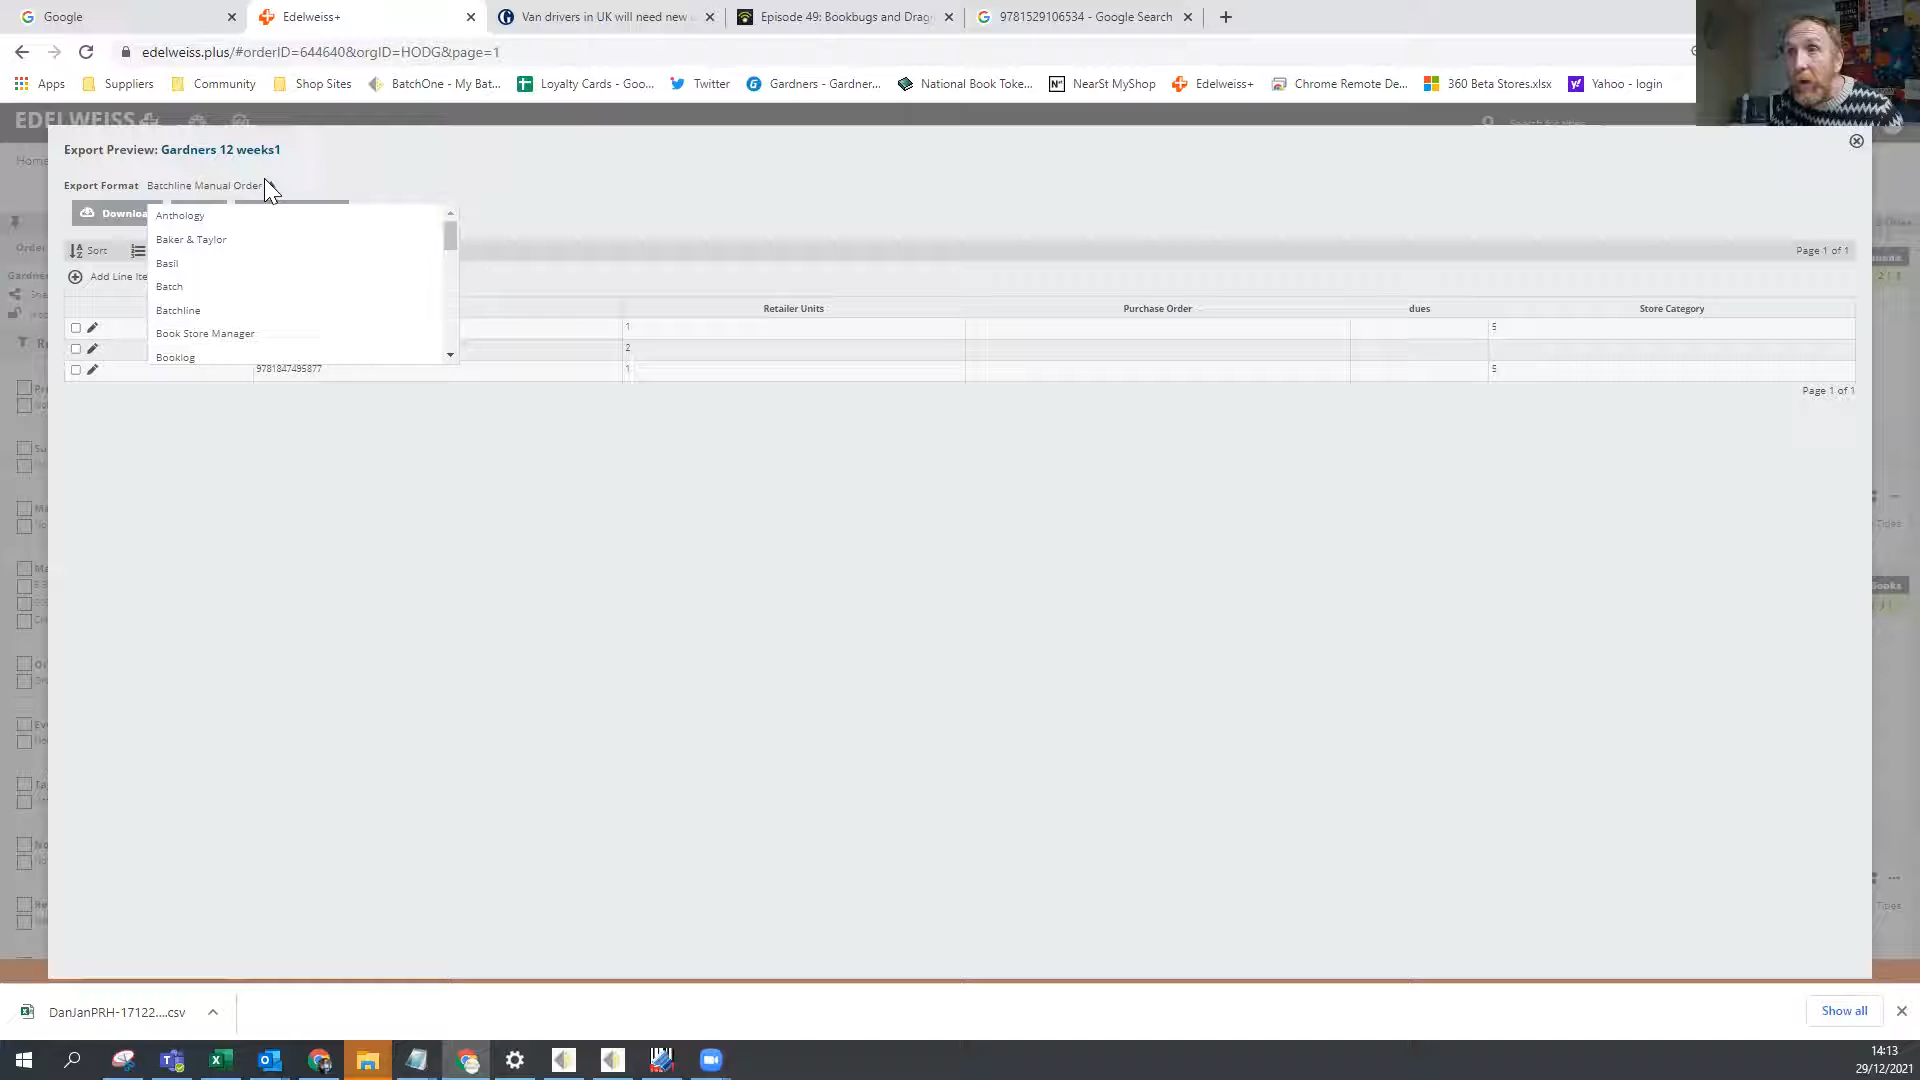 Google
Edelweiss+
Van drivers in UK will need new
Episode 49: Bookbugs and Drag
9781529106534 - Google Search
edelweiss.plus/#orderID=644640&orgID=HODG&page=1
Apps
Suppliers
Community
Shop Sites
BatchOne - My Bat...
Loyalty Cards - Goo...
Twitter
Gardners - Gardner...
National Book Toke...
NearSt MyShop
Edelweiss+
Chrome Remote De...
360 Beta Stores.xlsx
Yahoo - login
EDELWEISS
Export Preview: Gardners 12 weeks1
Export Format Batchline Manual Order
Downloa
Anthology
Baker & Taylor
Basil
Batch
Batchline
Book Store Manager
Booklog
Sort
Page 1 of 1
Add Line Ite
Retailer Units
Purchase Order
dues
Store Category
1
5
2
9781847495877
1
5
Page 1 of 1
DanJanPRH-17122....csv
Show all
14:13
29/12/2021